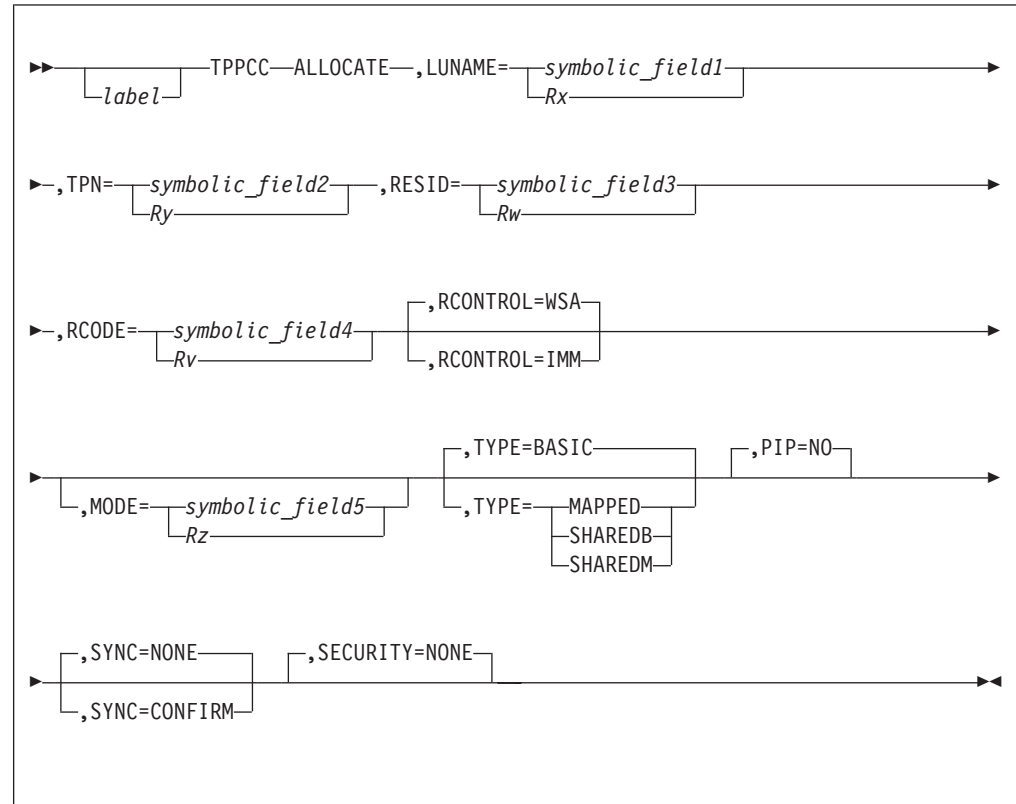 TPPCC ALLOCATE ,LUNAME= symbolic_field1
label Rx
,TPN= symbolic_field2 ,RESID= symbolic_field3
Ry Rw
,RCONTROL=WSA
,RCODE= symbolic_field4
Rv ,RCONTROL=IMM
,TYPE=BASIC ,PIP=NO
,MODE= symbolic_field5 ,TYPE= MAPPED
Rz SHAREDB
SHAREDM
,SYNC=NONE ,SECURITY=NONE
,SYNC=CONFIRM